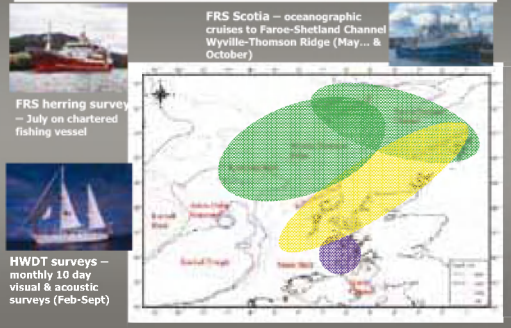 FRS Scotia – oceanographic
cruises to Faroe-Shetland Channel
Wyville-Thomson Ridge (May... &
October)
FRS herring survey
– July on chartered
fishing vessel
HWDT surveys –
monthly 10 day
visual & acoustic
surveys (Feb-Sept)